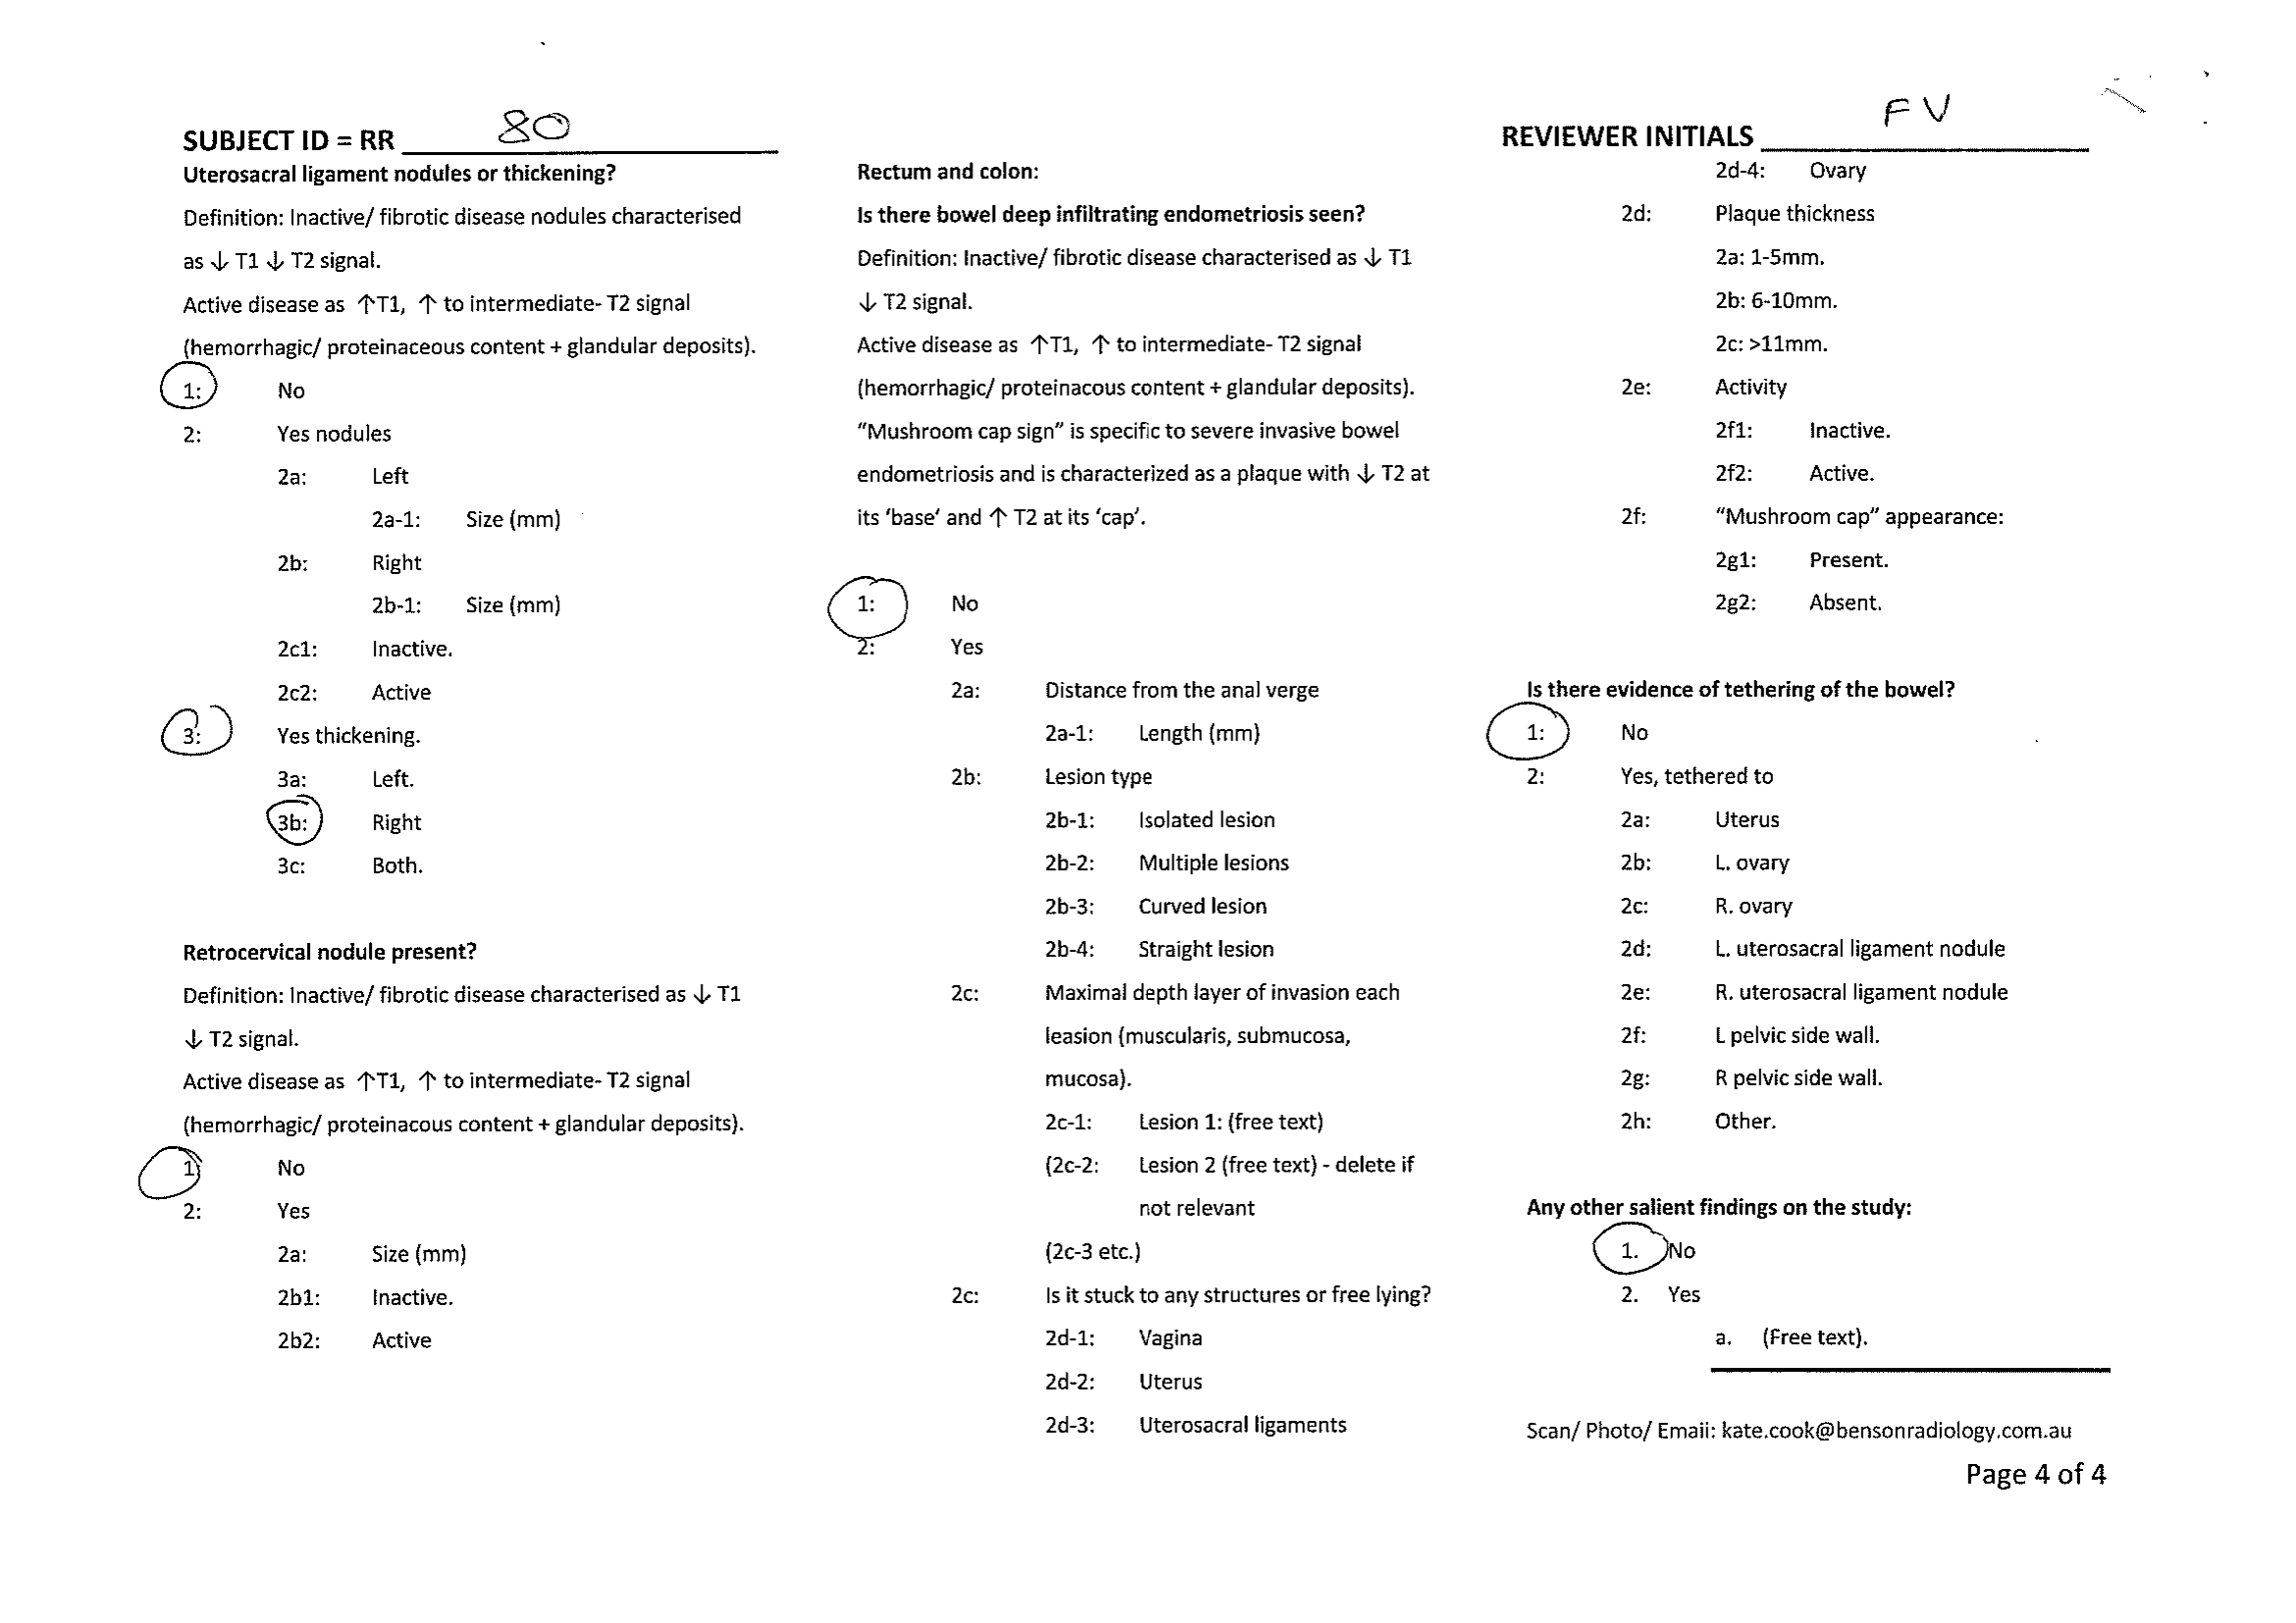 SUBJECT ID = RR 80
Uterosacral ligament nodules or thickening?
Definition: Inactive/ fibrotic disease nodules characterised
as ↓ T1 ↓ T2 signal.
Active disease as ↑T1, ↑ to intermediate- T2 signal
(hemorrhagic/ proteinaceous content + glandular deposits).
1: No
2: Yes nodules
2a: Left
2a-1: Size (mm)
2b: Right
2b-1: Size (mm)
2c1: Inactive.
2c2: Active
3: Yes thickening.
3a: Left.
3b: Right
3c: Both.
Retrocervical nodule present?
Definition: Inactive/ fibrotic disease characterised as ↓ T1
↓ T2 signal.
Active disease as ↑T1, ↑ to intermediate- T2 signal
(hemorrhagic/ proteinacous content + glandular deposits).
1 No
2: Yes
2a: Size (mm)
2b1: Inactive.
2b2: Active
Rectum and colon:
Is there bowel deep infiltrating endometriosis seen?
Definition: Inactive/ fibrotic disease characterised as ↓ T1
↓ T2 signal.
Active disease as ↑T1, ↑ to intermediate- T2 signal
(hemorrhagic/ proteinacous content + glandular deposits).
“Mushroom cap sign” is specific to severe invasive bowel
endometriosis and is characterized as a plaque with ↓ T2 at
its ‘base’ and ↑ T2 at its ‘cap’.
1: No
2: Yes
2a: Distance from the anal verge
2a-1: Length (mm)
2b: Lesion type
2b-1: Isolated lesion
2b-2: Multiple lesions
2b-3: Curved lesion
2b-4: Straight lesion
2c: Maximal depth layer of invasion each
leasion (muscularis, submucosa,
mucosa).
2c-1: Lesion 1: (free text)
(2c-2: Lesion 2 (free text) - delete if
not relevant
(2c-3 etc.)
2c: Is it stuck to any structures or free lying?
2d-1: Vagina
2d-2: Uterus
2d-3: Uterosacral ligaments
REVIEWER INITIALS FV
2d-4: Ovary
2d: Plaque thickness
2a: 1-5mm.
2b: 6-10mm.
2c: >11mm.
2e: Activity
2f1: Inactive.
2f2: Active.
2f: “Mushroom cap” appearance:
2g1: Present.
2g2: Absent.
Is there evidence of tethering of the bowel?
1: No
2: Yes, tethered to
2a: Uterus
2b: L. ovary
2c: R. ovary
2d: L. uterosacral ligament nodule
2e: R. uterosacral ligament nodule
2f: L pelvic side wall.
2g: R pelvic side wall.
2h: Other.
Any other salient findings on the study:
1. No
2. Yes
a. (Free text).
Scan/ Photo/ Email: kate.cook@bensonradiology.com.au
Page 4 of 4